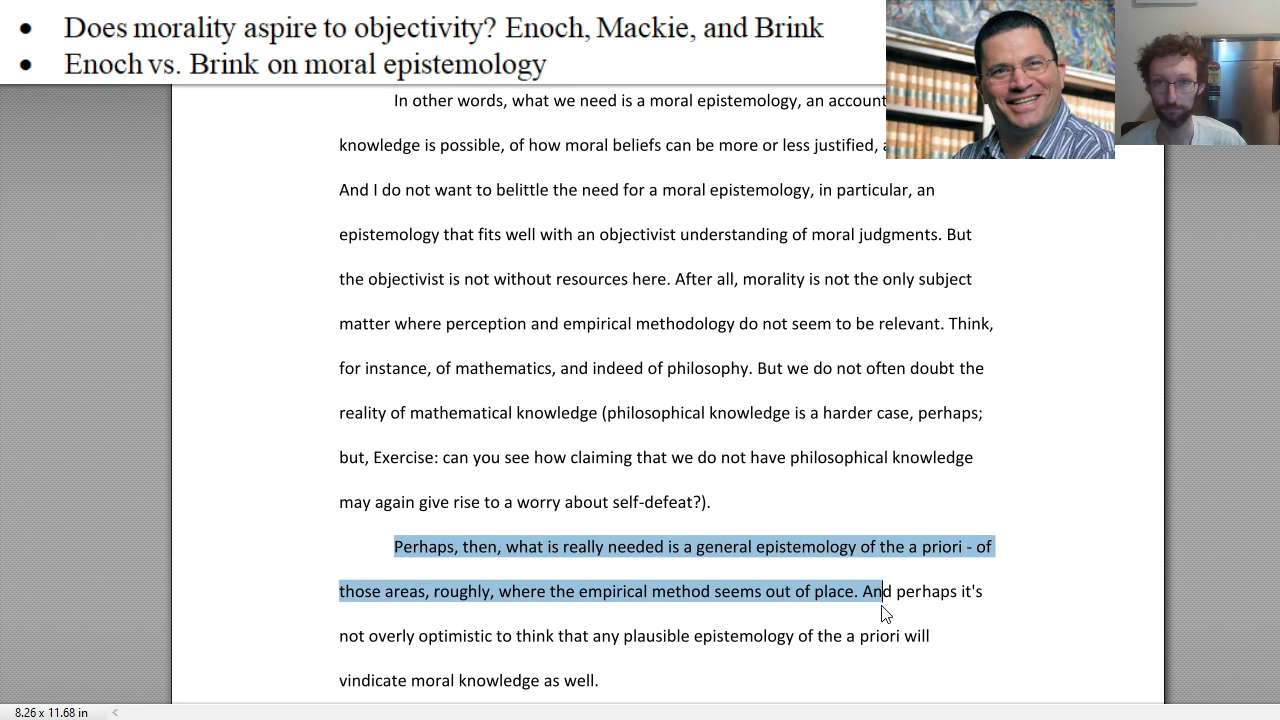 • Does morality aspire to objectivity? Enoch, Mackie, and Brink
• Enoch vs. Brink on moral epistemology
In other words, what we need is a moral epistemology, an account
knowledge is possible, of how moral beliefs can be more or less justified,
And I do not want to belittle the need for a moral epistemology, in particular, an
epistemology that fits well with an objectivist understanding of moral judgments. But
the objectivist is not without resources here. After all, morality is not the only subject
matter where perception and empirical methodology do not seem to be relevant. Think,
for instance, of mathematics, and indeed of philosophy. But we do not often doubt the
reality of mathematical knowledge (philosophical knowledge is a harder case, perhaps;
but, Exercise: can you see how claiming that we do not have philosophical knowledge
may again give rise to a worry about self-defeat?).
Perhaps, then, what is really needed is a general epistemology of the a priori - of
those areas, roughly, where the empirical method seems out of place. And perhaps it's
not overly optimistic to think that any plausible epistemology of the a priori will
vindicate moral knowledge as well.
8.26 x 11.68 in